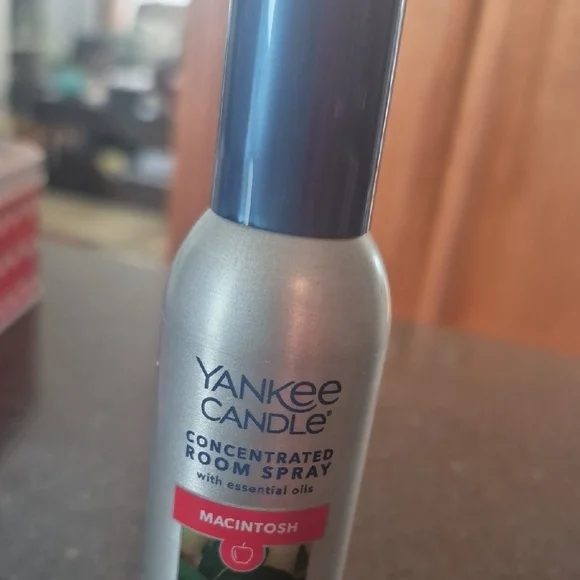 YANKee
CANDLe®
CONCENTRATED
ROOM SPRAY
with essential oils
MACINTOSH